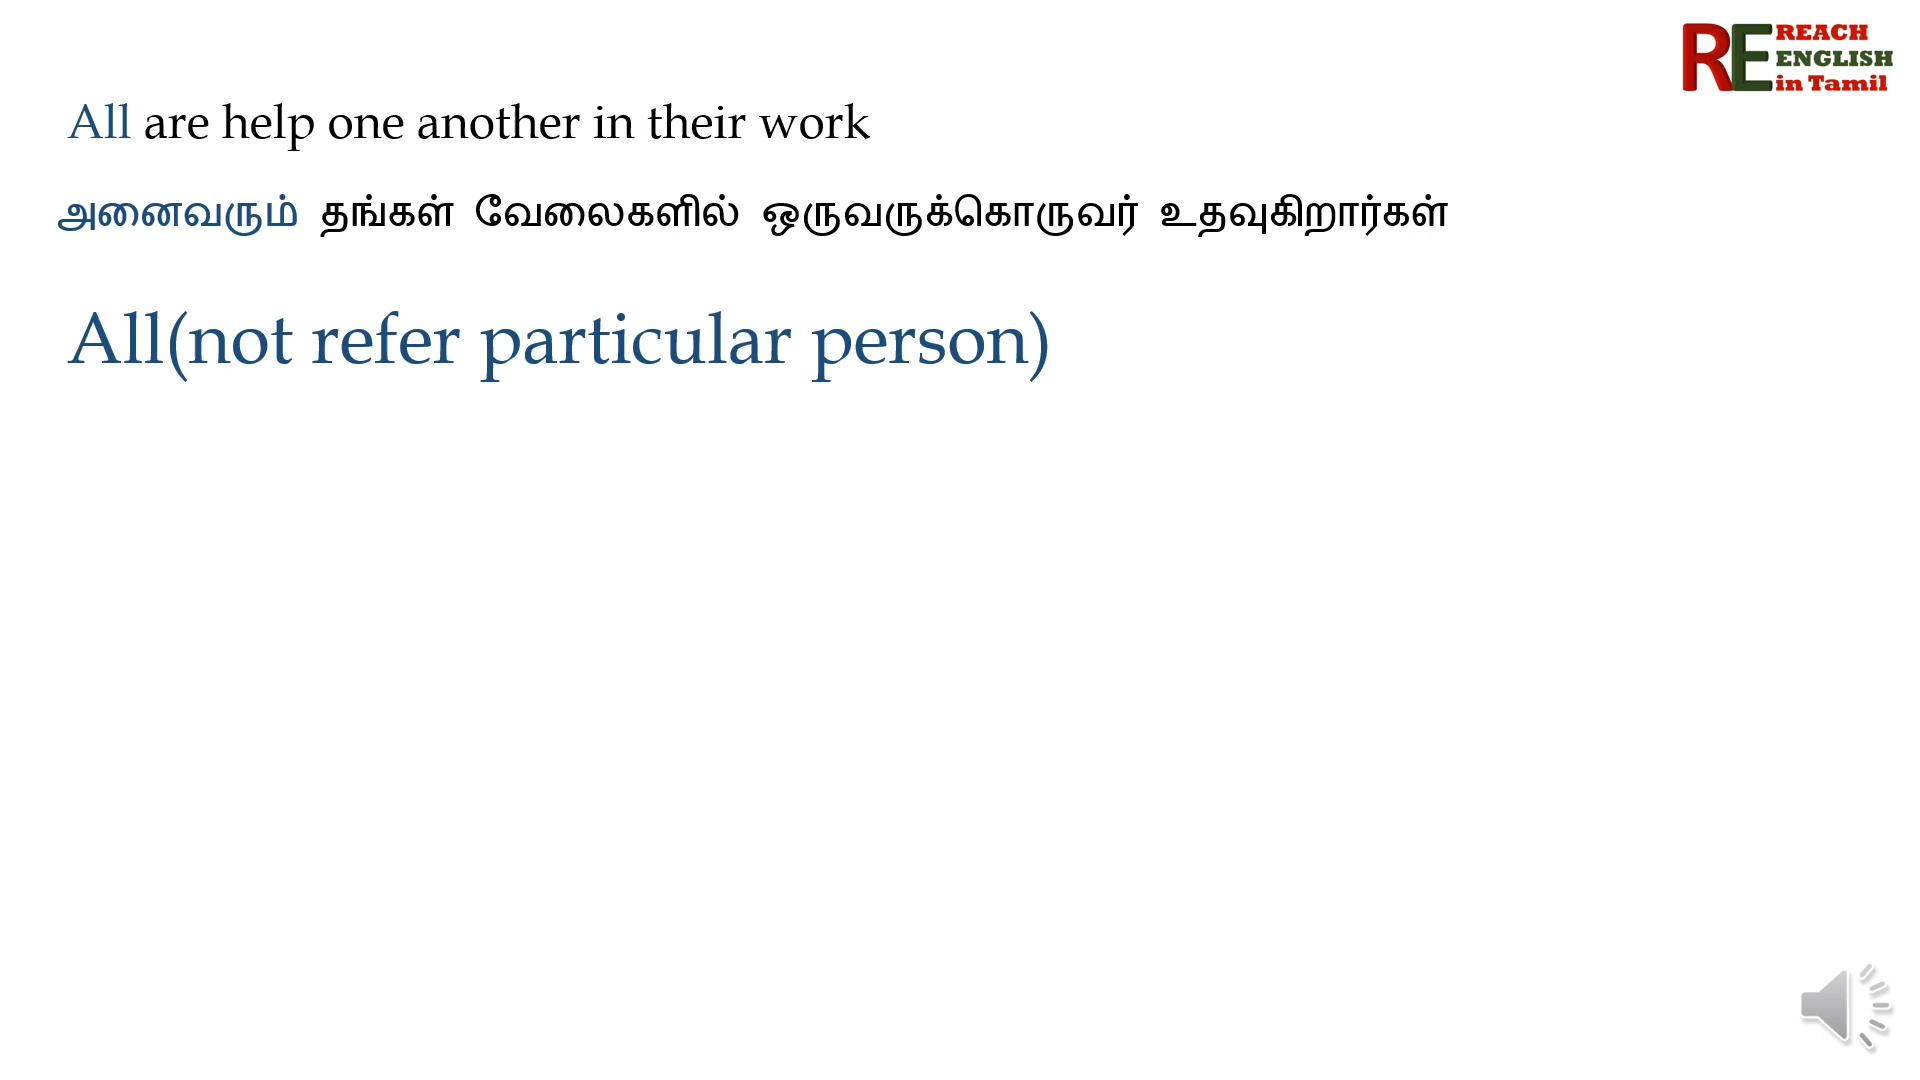 RE REACH
ENGLISH
in Tamil
All are help one another in their work
அனைவரும் தங்கள் வேலைகளில் ஒருவருக்கொருவர் உதவுகிறார்கள்
All(not refer particular person)